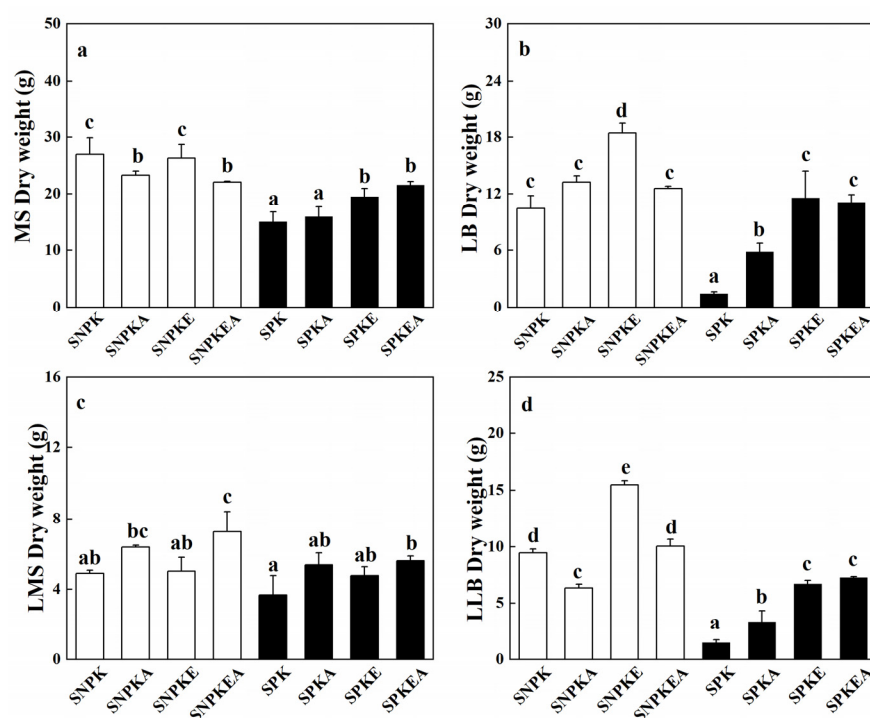 50
40
30
20
10
0
MS Dry weight (g)
a
c
b
c
b
a
a
b
b
SNPK
SNPKA
SNPKE
SNPKEA
SPK
SPKA
SPKE
SPKEA
30
24
18
12
6
0
LB Dry weight (g)
b
c
c
d
c
a
b
c
c
SNPK
SNPKA
SNPKE
SNPKEA
SPK
SPKA
SPKE
SPKEA
16
12
8
4
0
LMS Dry weight (g)
c
ab
bc
ab
c
a
ab
ab
b
SNPK
SNPKA
SNPKE
SNPKEA
SPK
SPKA
SPKE
SPKEA
25
20
15
10
5
0
LLB Dry weight (g)
d
d
c
e
d
a
b
c
c
SNPK
SNPKA
SNPKE
SNPKEA
SPK
SPKA
SPKE
SPKEA